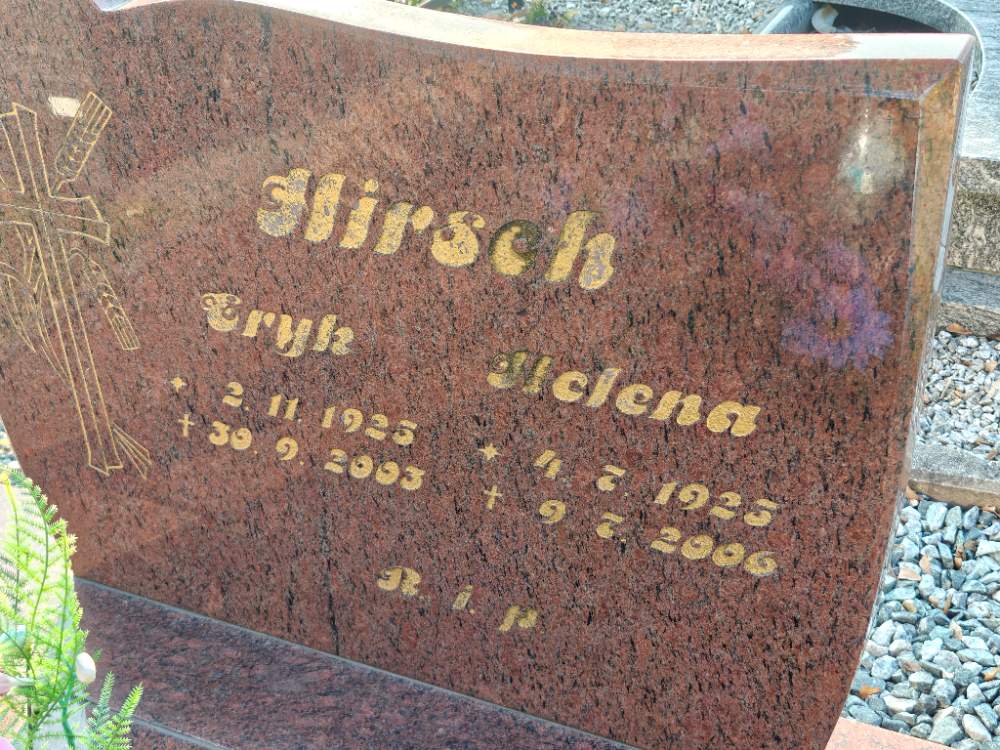 Hirsch
Eryk
* 2. 11. 1925
† 30. 9. 2003
Helena
* 4. 7. 1925
† 9 7. 2006
R. i. p